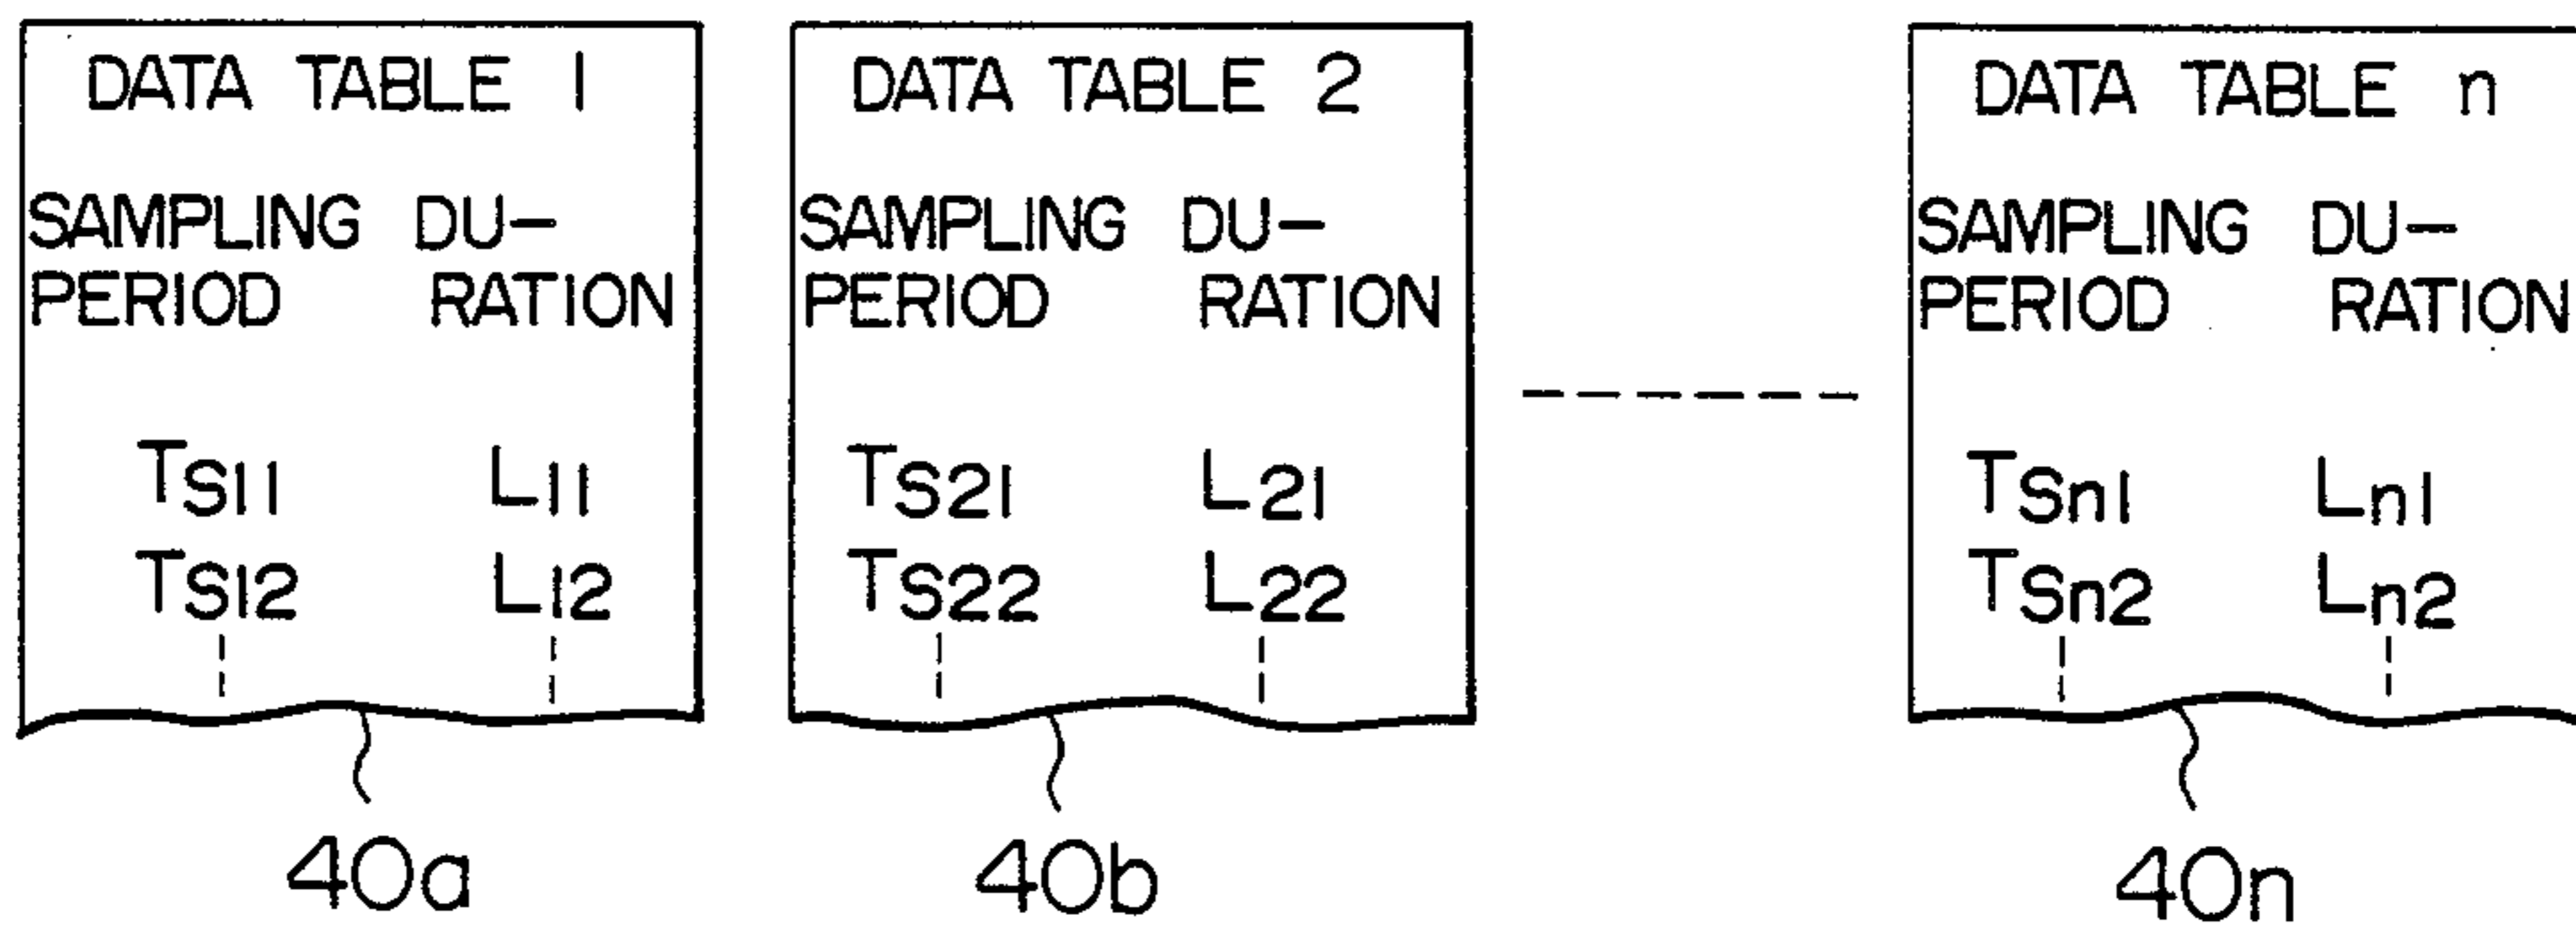 DATA TABLE 1
SAMPLING DU-
PERIOD RATION
TS11 L11
TS12 L12
40a
DATA TABLE 2
SAMPLING DU-
PERIOD RATION
TS21 L21
TS22 L22
40b
DATA TABLE n
SAMPLING DU-
PERIOD RATION
TSn1 Ln1
TSn2 Ln2
40n